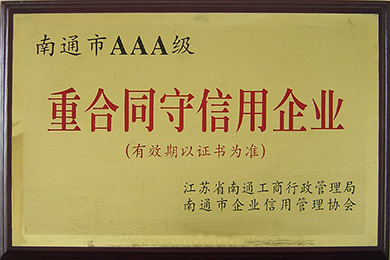 南通市AAA级
重合同守信用企业
(有效期以证书为准)
江苏省南通工商行政管理局
南通市企业信用管理协会